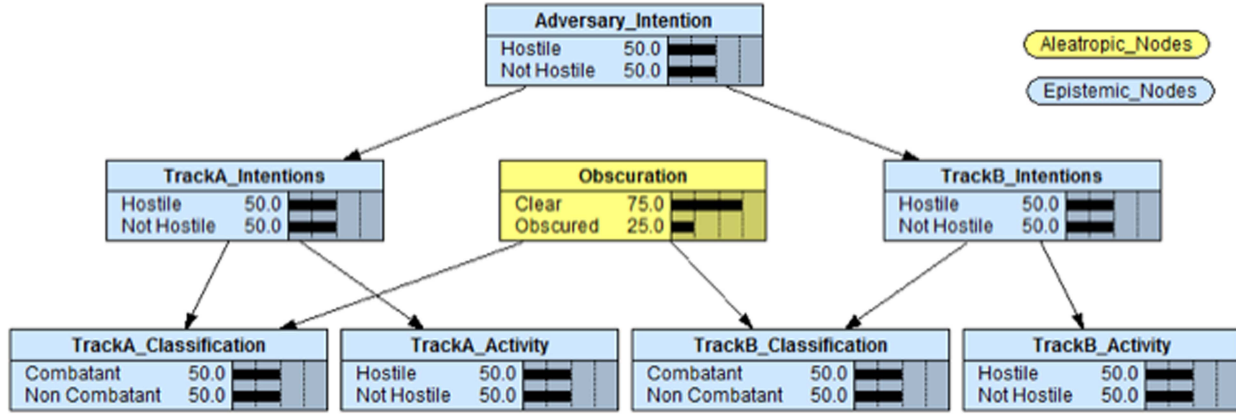 Adversary_Intention
Hostile 50.0
Not Hostile 50.0
Aleatropic_Nodes
Epistemic_Nodes
TrackA_Intentions
Hostile 50.0
Not Hostile 50.0
Obscuration
Clear 75.0
Obscured 25.0
TrackB_Intentions
Hostile 50.0
Not Hostile 50.0
TrackA_Classification
Combatant 50.0
Non Combatant 50.0
TrackA_Activity
Hostile 50.0
Not Hostile 50.0
TrackB_Classification
Combatant 50.0
Non Combatant 50.0
TrackB_Activity
Hostile 50.0
Not Hostile 50.0